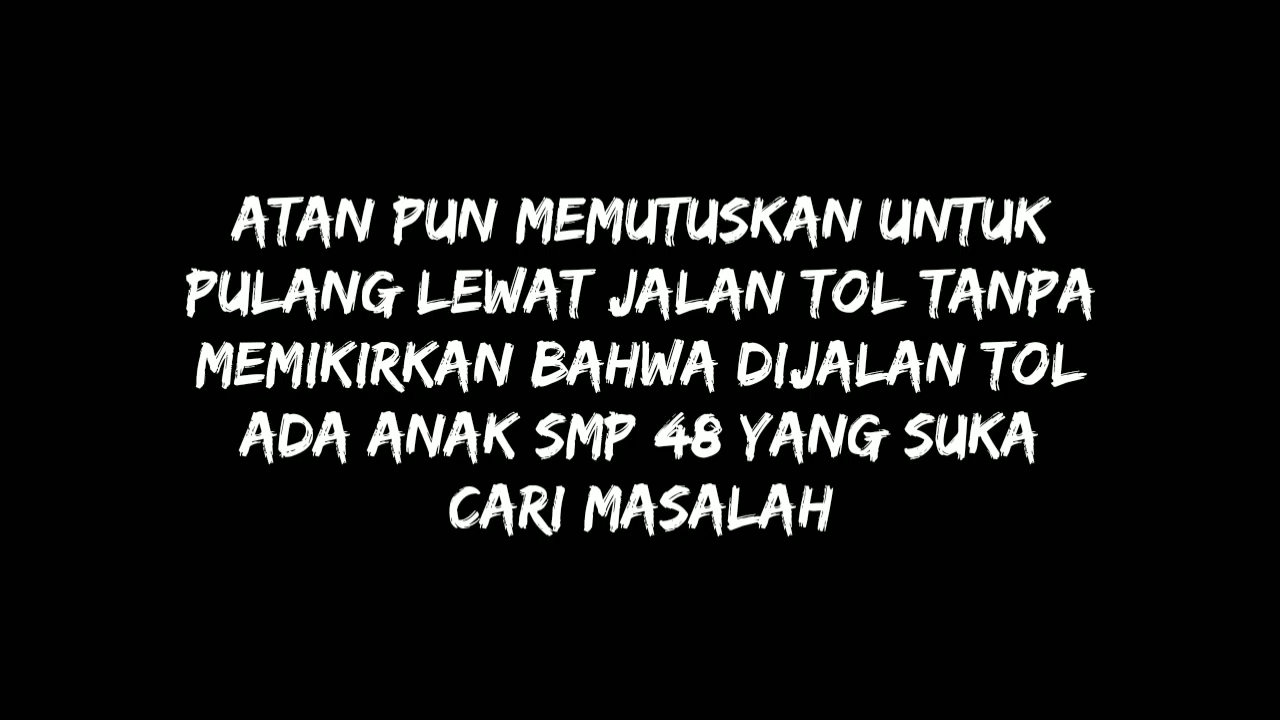 ATAN PUN MEMUTUSKAN UNTUK
PULANG LEWAT JALAN TOL TANPA
MEMIKIRKAN BAHWA DIJALAN TOL
ADA ANAK SMP 48 YANG SUKA
CARI MASALAH